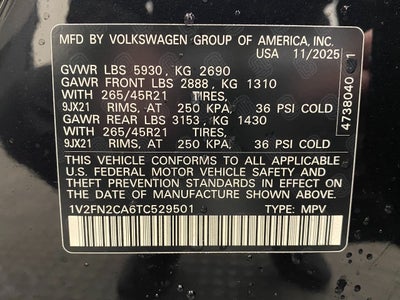 MFD. BY VOLKSWAGEN GROUP OF AMERICA, INC.
USA 11/2025
GVWR LBS 5930, KG 2690
GAWR FRONT LBS 2888, KG 1310
WITH 265/45R21 TIRES,
9JX21 RIMS, AT 250 KPA, 36 PSI COLD
GAWR REAR LBS 3153, KG 1430
WITH 265/45R21 TIRES,
9JX21 RIMS, AT 250 KPA, 36 PSI COLD
THIS VEHICLE CONFORMS TO ALL APPLICABLE
U.S. FEDERAL MOTOR VEHICLE SAFETY AND
THEFT PREVENTION STANDARDS IN EFFECT ON THE
DATE OF MANUFACTURE SHOWN ABOVE.
1V2FN2CA6TC529501 TYPE: MPV
4738040 1